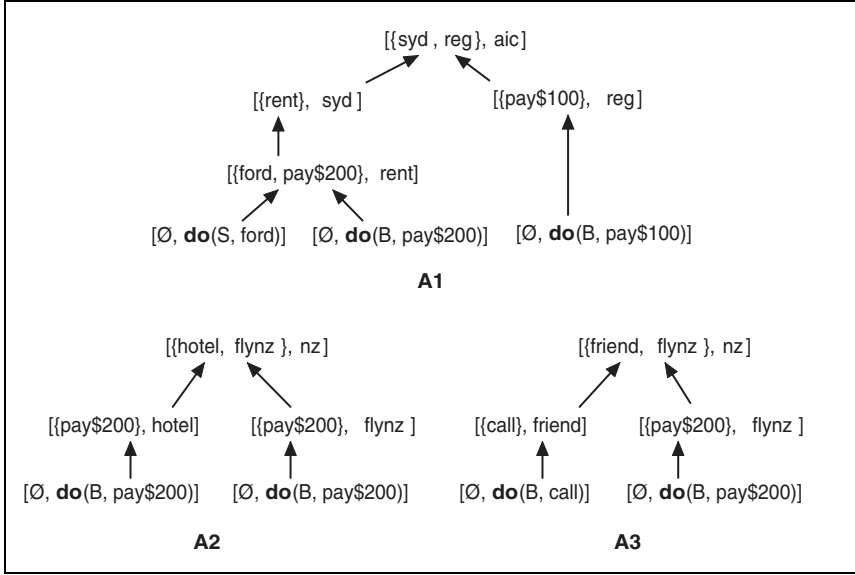 [{syd , reg}, aic]
[{rent}, syd ] [{pay$100}, reg]
[{ford, pay$200}, rent]
[Ø, do(S, ford)] [Ø, do(B, pay$200)] [Ø, do(B, pay$100)]
A1
[{hotel, flynz }, nz] [{friend, flynz }, nz]
[{pay$200}, hotel] [{pay$200}, flynz ] [{call}, friend] [{pay$200}, flynz ]
[Ø, do(B, pay$200)] [Ø, do(B, pay$200)] [Ø, do(B, call)] [Ø, do(B, pay$200)]
A2 A3